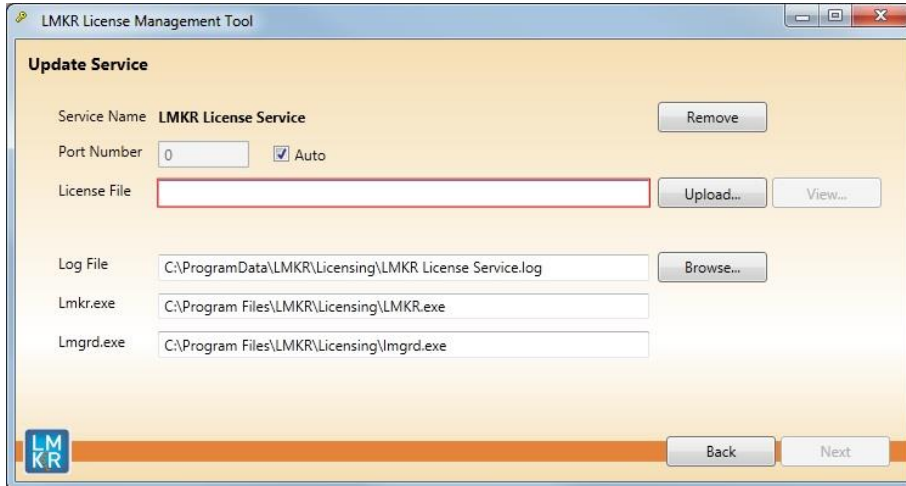 LMKR License Management Tool
Update Service
Service Name LMKR License Service Remove
Port Number 0 Auto
License File Upload... View...
Log File C:\ProgramData\LMKR\Licensing\LMKR License Service.log Browse...
Lmkr.exe C:\Program Files\LMKR\Licensing\LMKR.exe
Lmgrd.exe C:\Program Files\LMKR\Licensing\lmgrd.exe
LM
KR
Back Next